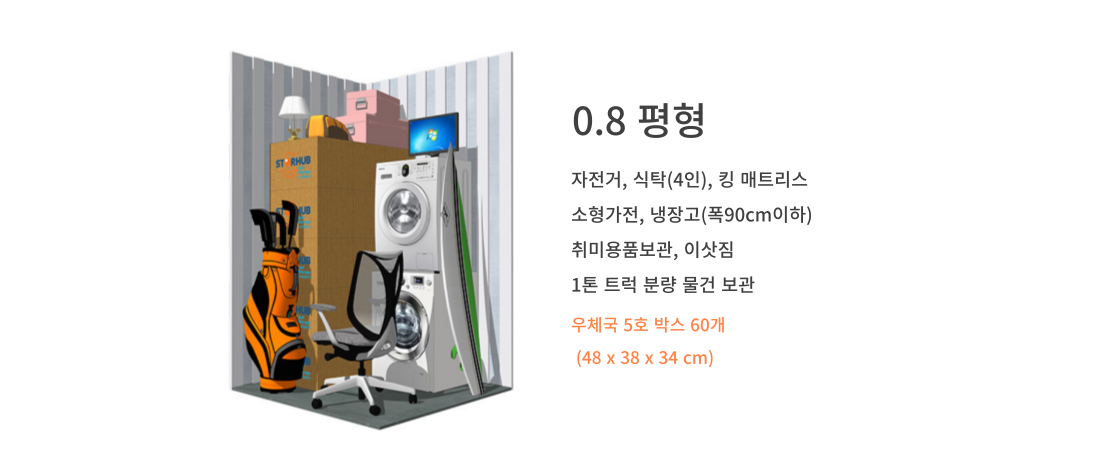 STORHUB
0.8 평형
자전거, 식탁(4인), 킹 매트리스
소형가전, 냉장고(폭90cm이하)
취미용품보관, 이삿짐
1톤 트럭 분량 물건 보관
우체국 5호 박스 60개
(48 x 38 x 34 cm)